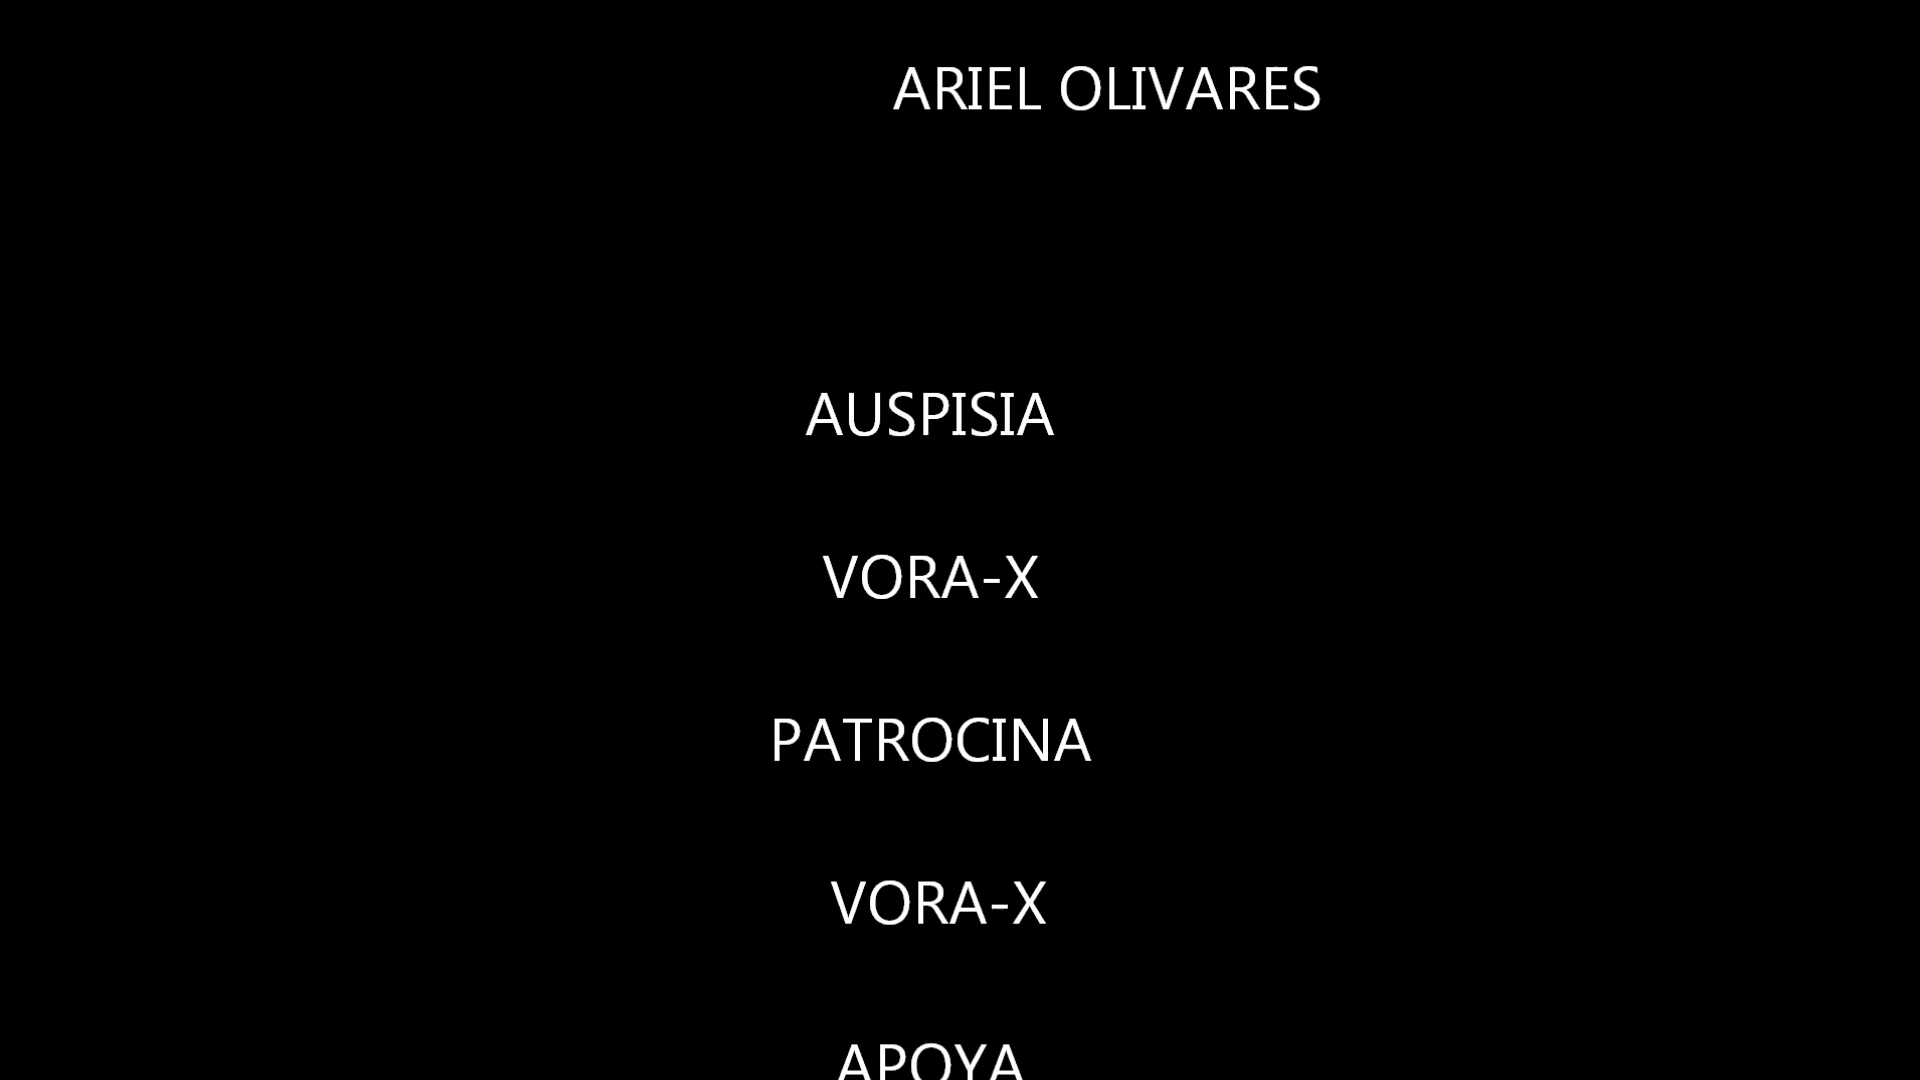 ARIEL OLIVARES
AUSPISIA
VORA-X
PATROCINA
VORA-X
APOYA